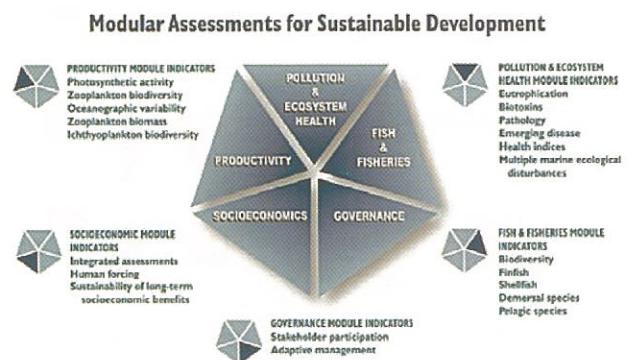 Modular Assessments for Sustainable Development
PRODUCTIVITY MODULE INDICATORS
Photosynthetic activity
Zooplankton biodiversity
Oceanographic variability
Zooplankton biomass
Ichthyoplankton biodiversity
POLLUTION
&
ECOSYSTEM
HEALTH
FISH
&
FISHERIES
PRODUCTIVITY
SOCIOECONOMICS
GOVERNANCE
POLLUTION & ECOSYSTEM
HEALTH MODULE INDICATORS
Eutrophication
Biotoxins
Pathology
Emerging disease
Health indices
Multiple marine ecological
disturbances
SOCIOECONOMIC MODULE
INDICATORS
Integrated assessments
Human forcing
Sustainability of long-term
socioeconomic benefits
FISH & FISHERIES MODULE
INDICATORS
Biodiversity
Finfish
Shellfish
Demersal species
Pelagic species
GOVERNANCE MODULE INDICATORS
Stakeholder participation
Adaptive management